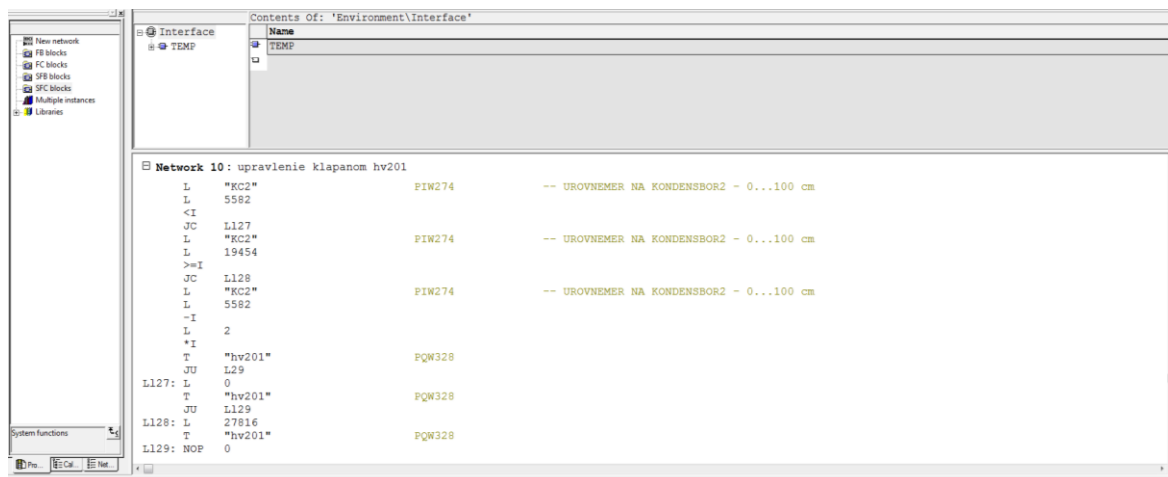 Contents Of: 'Environment\Interface'
Interface
TEMP
Name
TEMP
New network
FB blocks
FC blocks
SFB blocks
SFC blocks
Multiple instances
Libraries
System functions
Pro... Cal... Net...
Network 10: upravlenie klapanom hv201
L "KC2" PIW274 -- UROVNEMER NA KONDENSBOR2 - 0...100 cm
L 5582
<I
JC L127
L "KC2" PIW274 -- UROVNEMER NA KONDENSBOR2 - 0...100 cm
L 19454
>=I
JC L128
L "KC2" PIW274 -- UROVNEMER NA KONDENSBOR2 - 0...100 cm
L 5582
-I
L 2
*I
T "hv201" PQW328
JU L29
L127: L 0
T "hv201" PQW328
JU L129
L128: L 27816
T "hv201" PQW328
L129: NOP 0